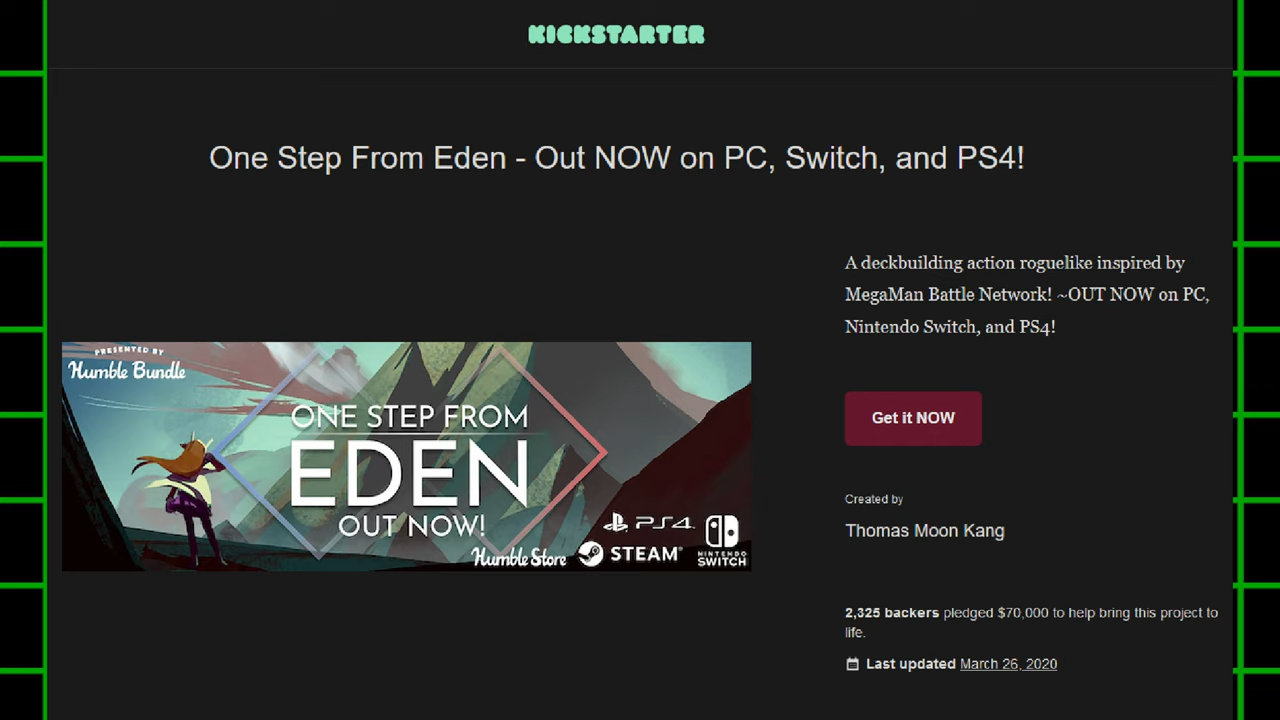 KICKSTARTER
One Step From Eden - Out NOW on PC, Switch, and PS4!
A deckbuilding action roguelike inspired by
MegaMan Battle Network! ~OUT NOW on PC,
Nintendo Switch, and PS4!
PRESENTED BY
Humble Bundle
ONE STEP FROM
EDEN
OUT NOW!
Humble Store
STEAM
PS4
NINTENDO
SWITCH
Get it NOW
Created by
Thomas Moon Kang
2,325 backers pledged $70,000 to help bring this project to
life.
Last updated March 26, 2020